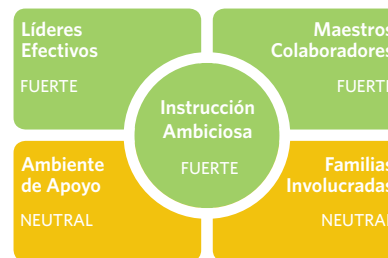 Líderes
Efectivos
FUERTE
Maestros
Colaboradores
FUERTE
Instrucción
Ambiciosa
FUERTE
Ambiente
de Apoyo
NEUTRAL
Familias
Involucradas
NEUTRAL